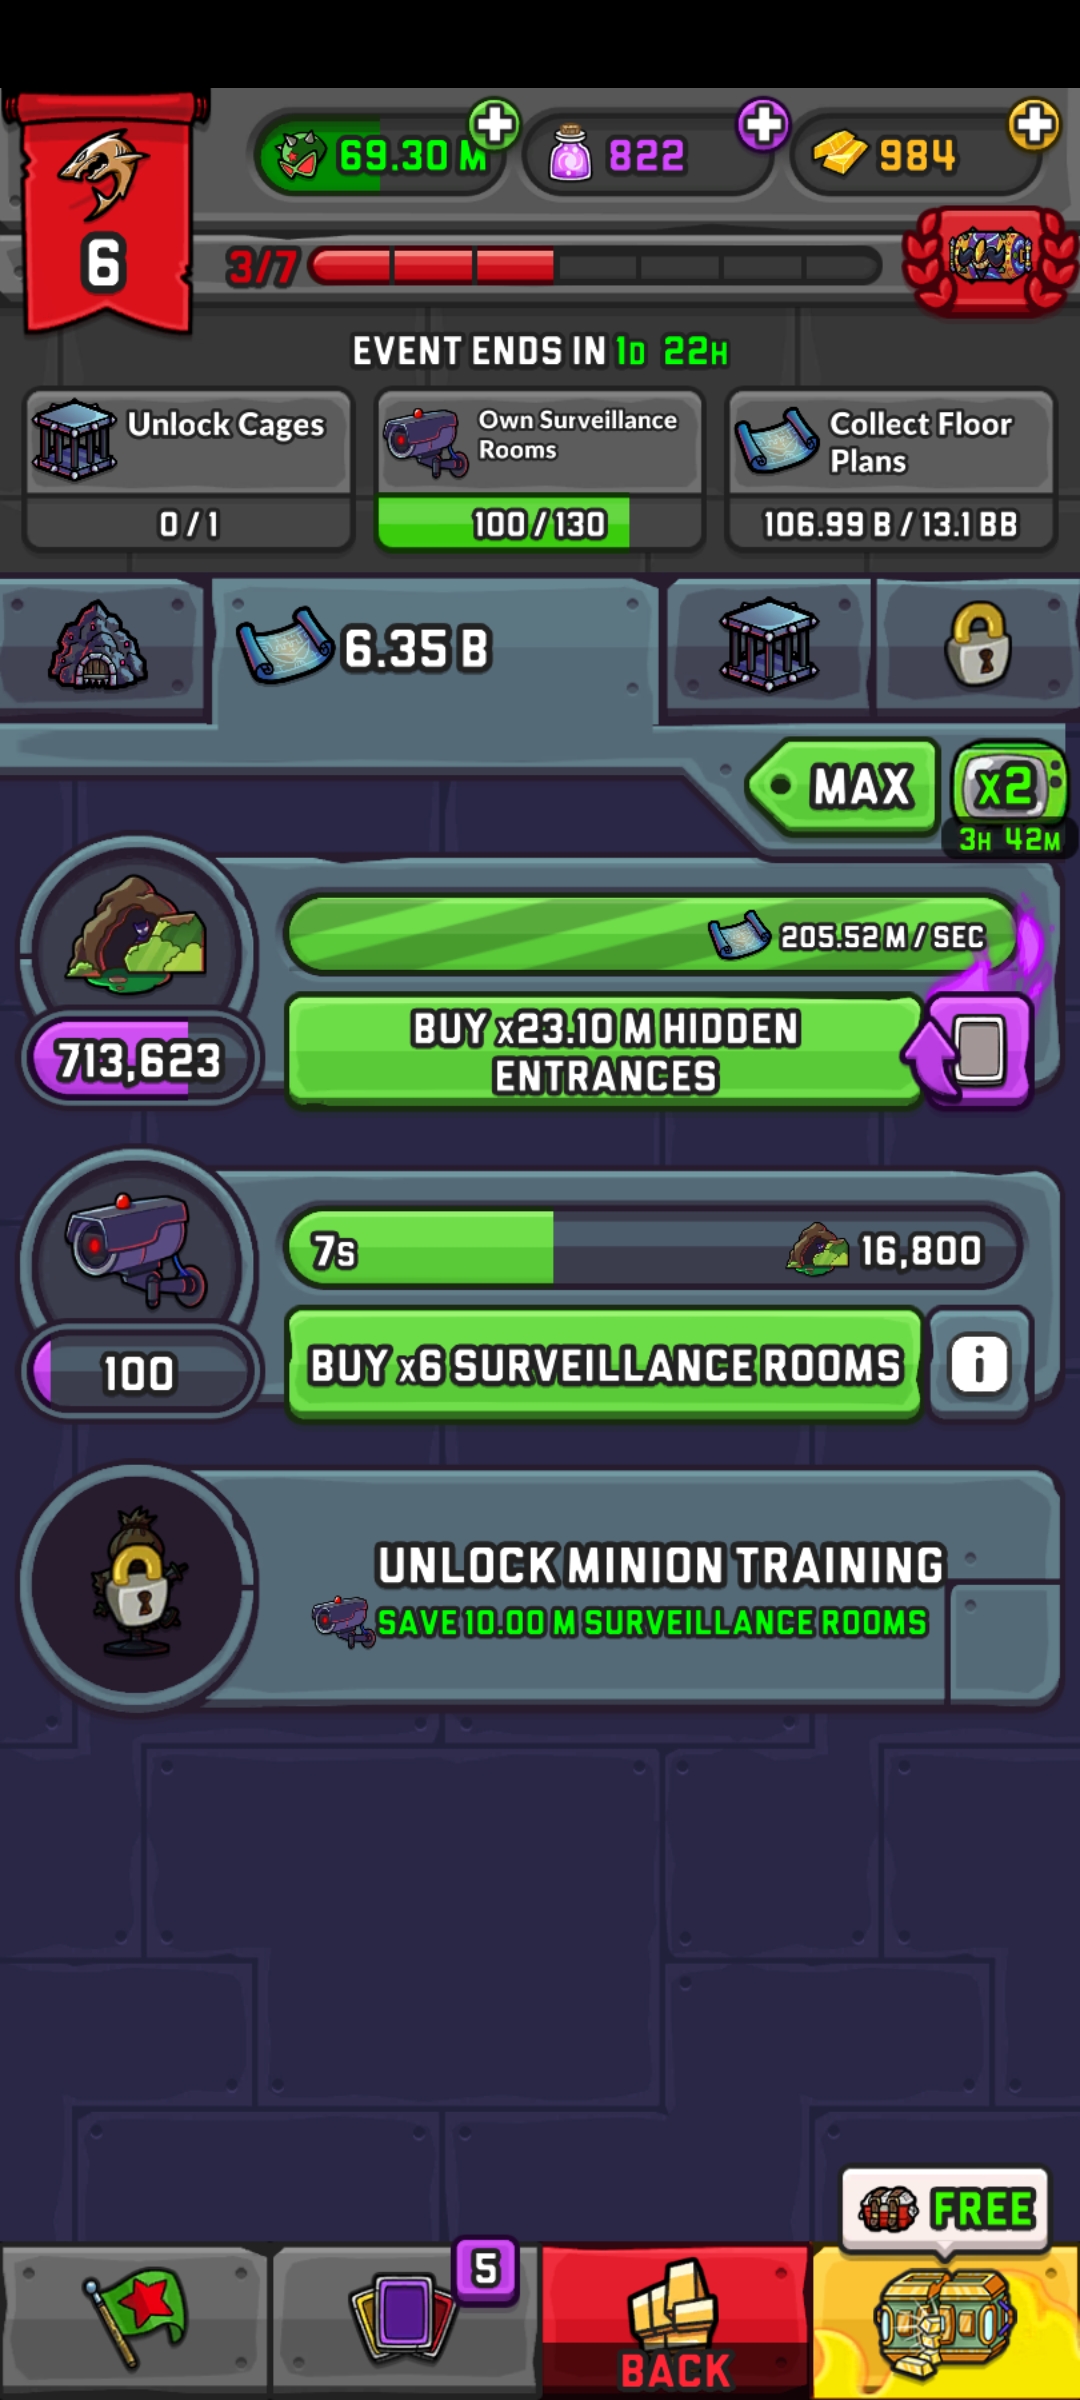 69.30 M
822
984
6
3/7
EVENT ENDS IN 1D 22H
Unlock Cages
0 / 1
Own Surveillance
Rooms
100 / 130
Collect Floor
Plans
106.99 B / 13.1 BB
6.35 B
MAX
x2
3H 42M
205.52 M / SEC
713,623
BUY x23.10 M HIDDEN
ENTRANCES
7s
16,800
100
BUY x6 SURVEILLANCE ROOMS
i
UNLOCK MINION TRAINING
SAVE 10.00 M SURVEILLANCE ROOMS
FREE
5
BACK